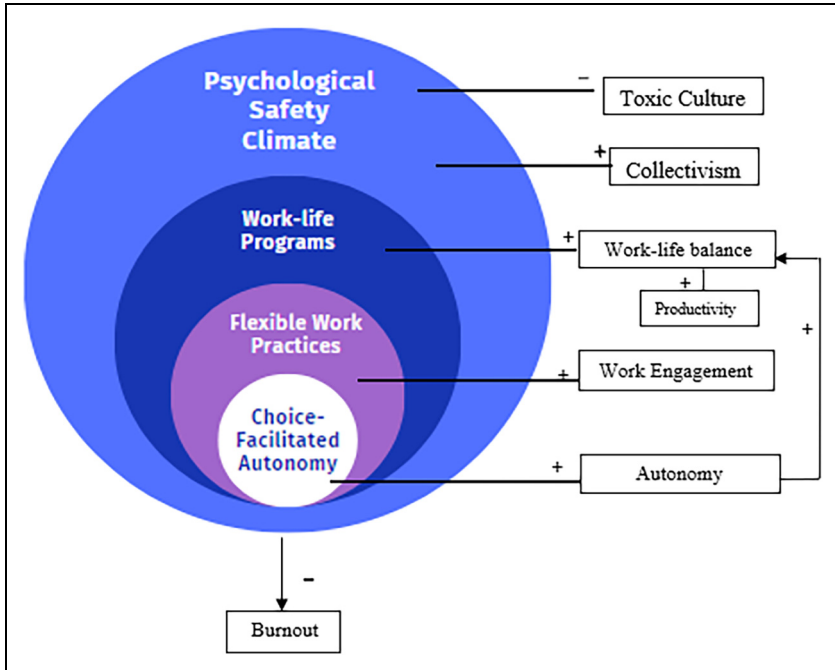 Psychological
Safety
Climate
−
Toxic Culture
+
Collectivism
Work-life
Programs
+
Work-life balance
+
Productivity
+
Flexible Work
Practices
+
Work Engagement
Choice-
Facilitated
Autonomy
+
Autonomy
−
Burnout